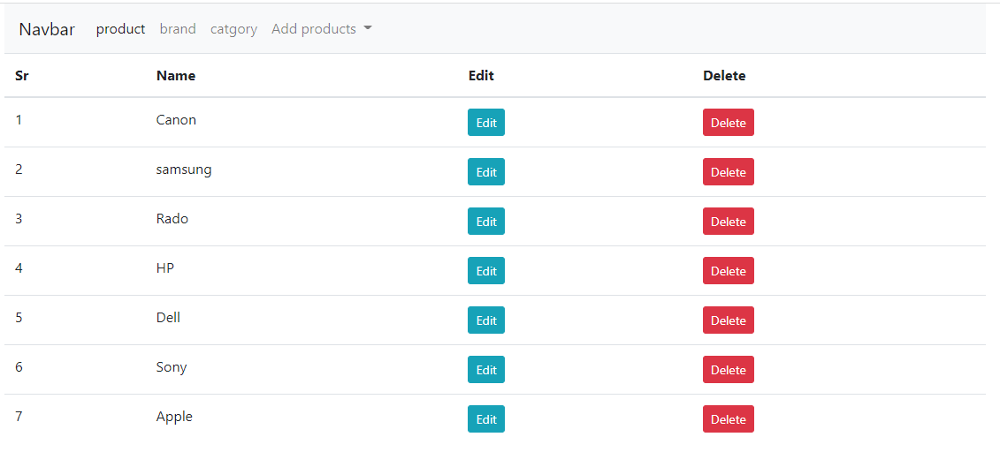 Navbar product brand catgory Add products
Sr Name Edit Delete
1 Canon Edit Delete
2 samsung Edit Delete
3 Rado Edit Delete
4 HP Edit Delete
5 Dell Edit Delete
6 Sony Edit Delete
7 Apple Edit Delete